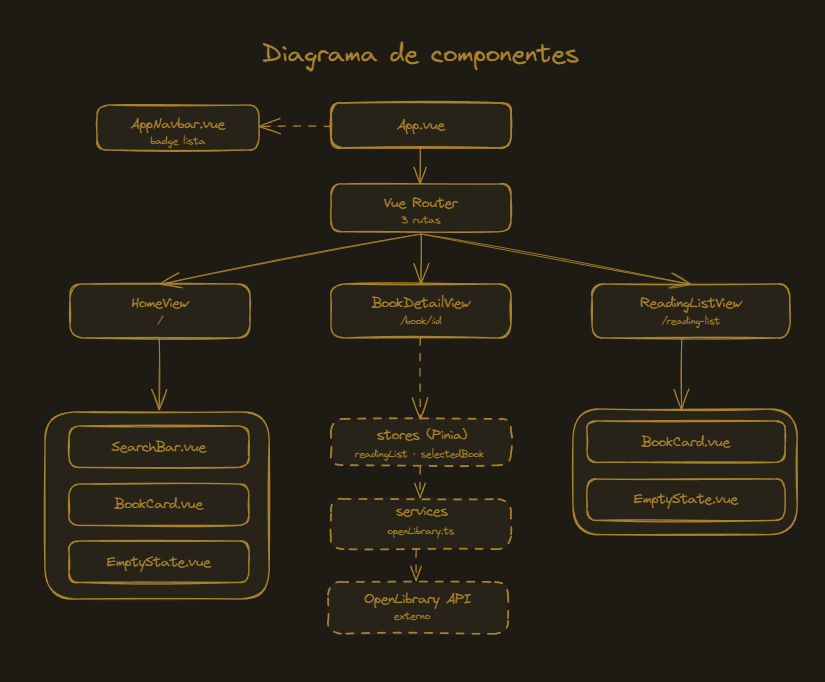 Diagrama de componentes
AppNavbar.vue
badge lista
App.vue
Vue Router
3 rutas
HomeView
/
BookDetailView
/book/:id
ReadingListView
/reading-list
SearchBar.vue
BookCard.vue
EmptyState.vue
stores (Pinia)
readingList · selectedBook
services
openLibrary.ts
OpenLibrary API
externo
BookCard.vue
EmptyState.vue